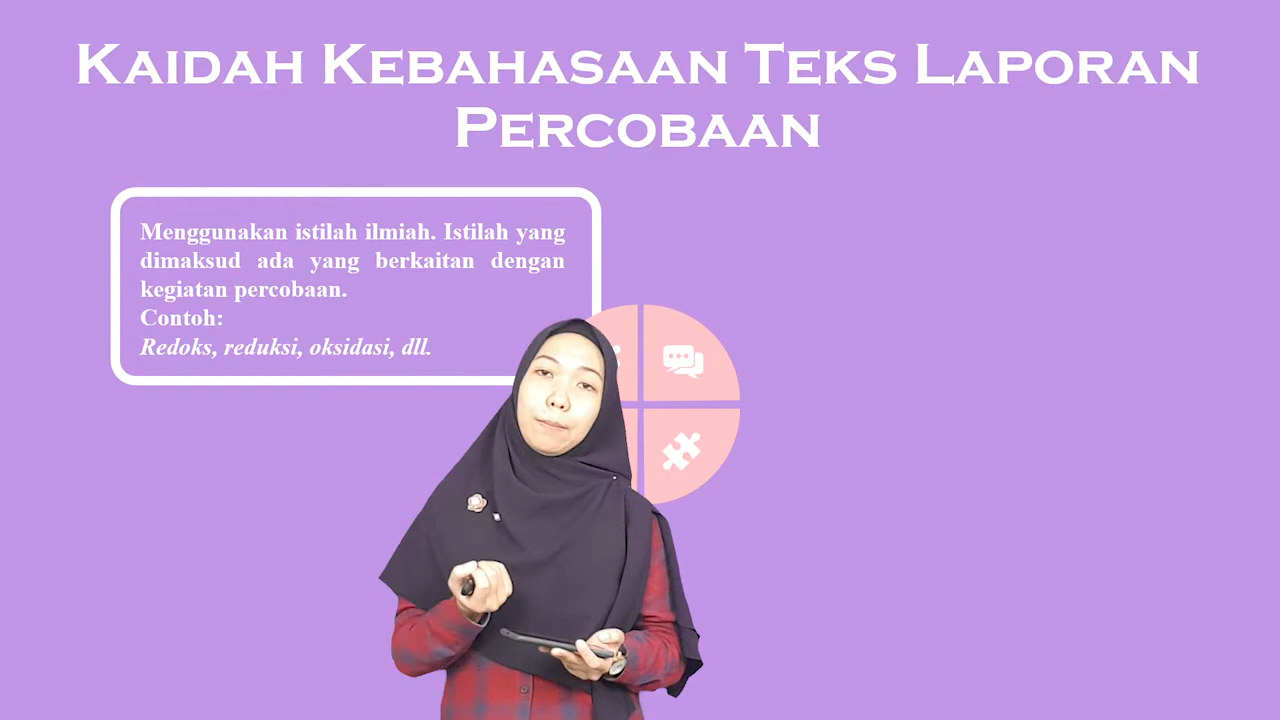 Kaidah Kebahasaan Teks Laporan
Percobaan
Menggunakan istilah ilmiah. Istilah yang
dimaksud ada yang berkaitan dengan
kegiatan percobaan.
Contoh:
Redoks, reduksi, oksidasi, dll.